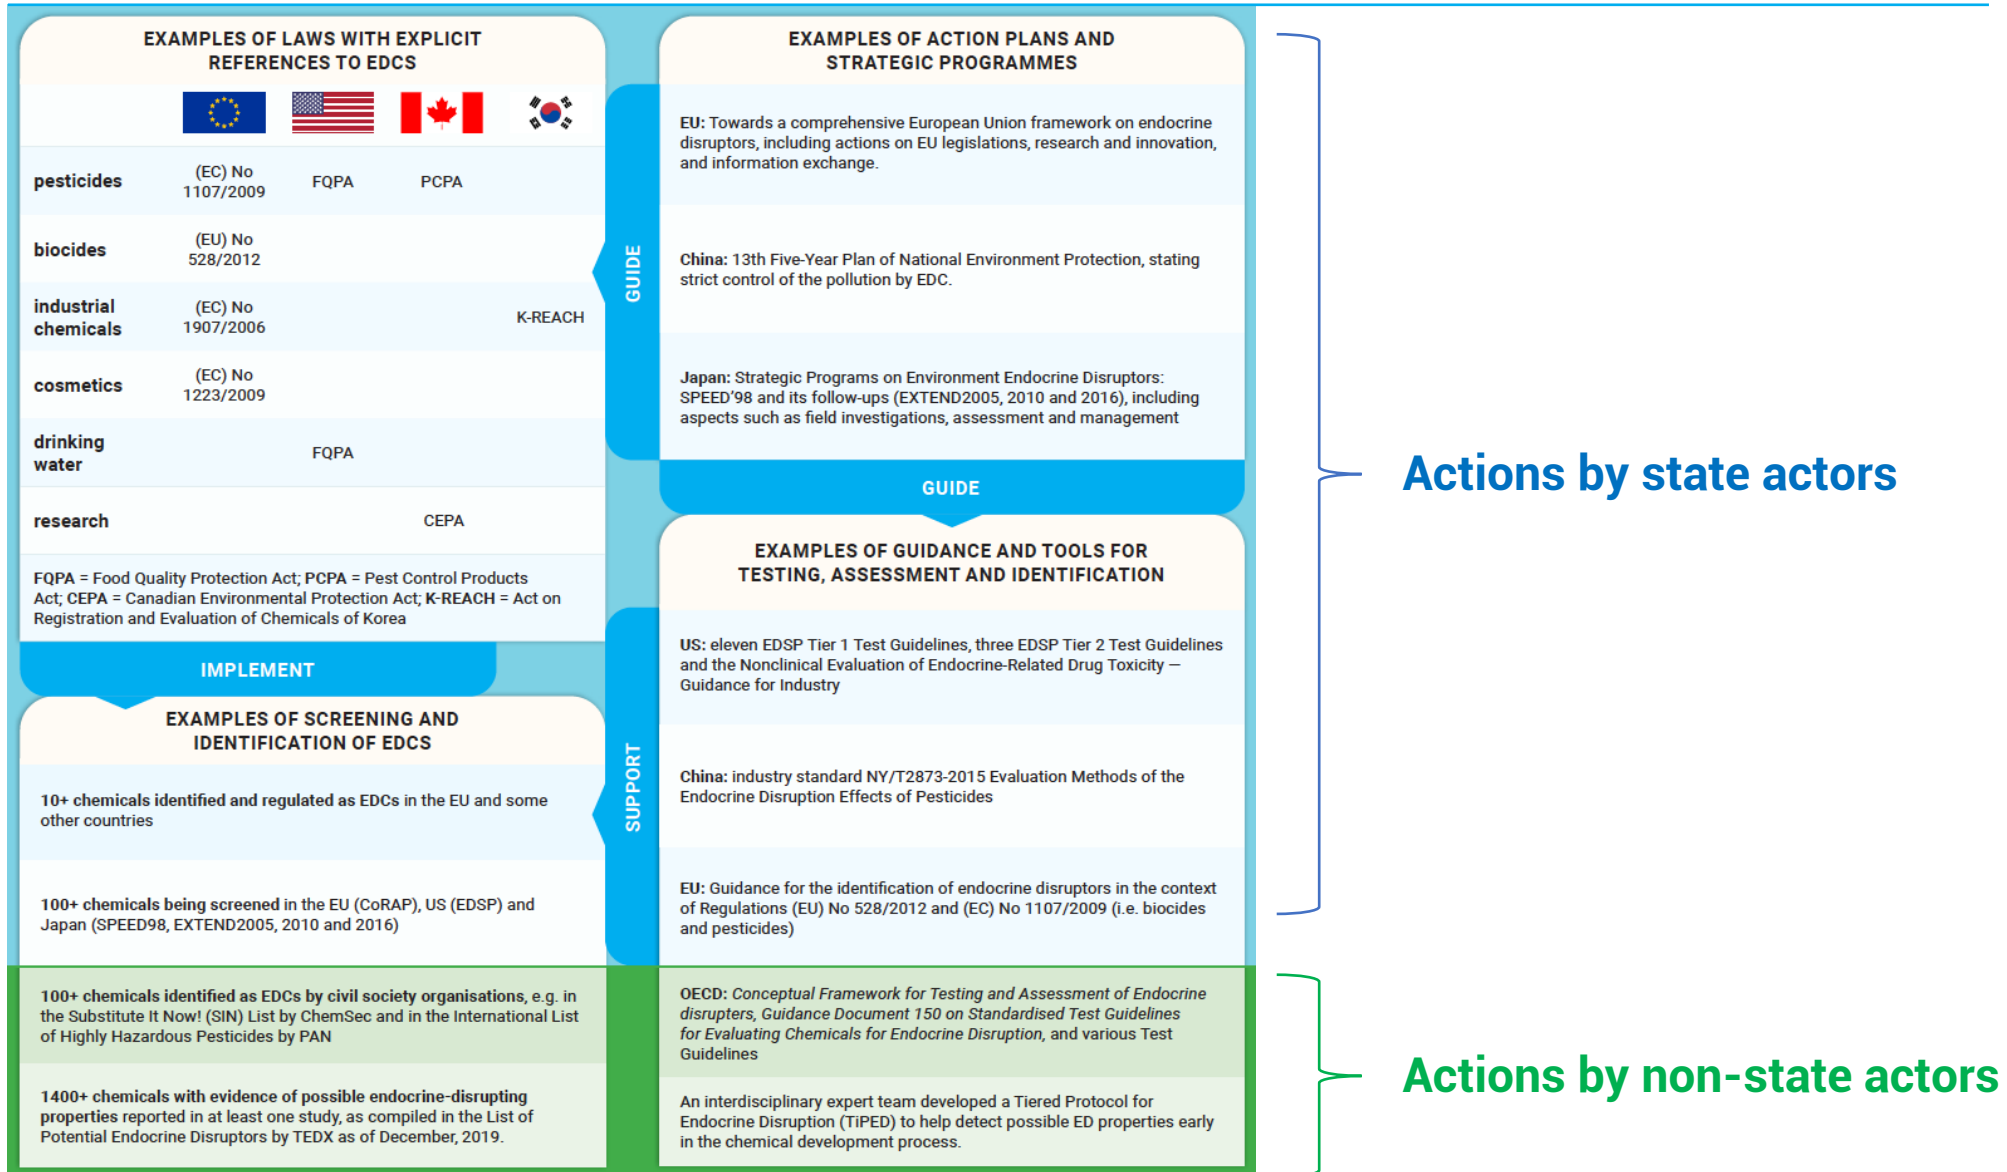 EXAMPLES OF LAWS WITH EXPLICIT
REFERENCES TO EDCS
pesticides
(EC) No
1107/2009
FQPA
PCPA
biocides
(EU) No
528/2012
industrial
chemicals
(EC) No
1907/2006
K-REACH
cosmetics
(EC) No
1223/2009
drinking
water
FQPA
research
CEPA
FQPA = Food Quality Protection Act; PCPA = Pest Control Products
Act; CEPA = Canadian Environmental Protection Act; K-REACH = Act on
Registration and Evaluation of Chemicals of Korea
IMPLEMENT
EXAMPLES OF SCREENING AND
IDENTIFICATION OF EDCS
10+ chemicals identified and regulated as EDCs in the EU and some
other countries
100+ chemicals being screened in the EU (CoRAP), US (EDSP) and
Japan (SPEED98, EXTEND2005, 2010 and 2016)
100+ chemicals identified as EDCs by civil society organisations, e.g. in
the Substitute It Now! (SIN) List by ChemSec and in the International List
of Highly Hazardous Pesticides by PAN
1400+ chemicals with evidence of possible endocrine-disrupting
properties reported in at least one study, as compiled in the List of
Potential Endocrine Disruptors by TEDX as of December, 2019.
GUIDE
SUPPORT
EXAMPLES OF ACTION PLANS AND
STRATEGIC PROGRAMMES
EU: Towards a comprehensive European Union framework on endocrine
disruptors, including actions on EU legislations, research and innovation,
and information exchange.
China: 13th Five-Year Plan of National Environment Protection, stating
strict control of the pollution by EDC.
Japan: Strategic Programs on Environment Endocrine Disruptors:
SPEED'98 and its follow-ups (EXTEND2005, 2010 and 2016), including
aspects such as field investigations, assessment and management
GUIDE
EXAMPLES OF GUIDANCE AND TOOLS FOR
TESTING, ASSESSMENT AND IDENTIFICATION
US: eleven EDSP Tier 1 Test Guidelines, three EDSP Tier 2 Test Guidelines
and the Nonclinical Evaluation of Endocrine-Related Drug Toxicity —
Guidance for Industry
China: industry standard NY/T2873-2015 Evaluation Methods of the
Endocrine Disruption Effects of Pesticides
EU: Guidance for the identification of endocrine disruptors in the context
of Regulations (EU) No 528/2012 and (EC) No 1107/2009 (i.e. biocides
and pesticides)
OECD: Conceptual Framework for Testing and Assessment of Endocrine
disrupters, Guidance Document 150 on Standardised Test Guidelines
for Evaluating Chemicals for Endocrine Disruption, and various Test
Guidelines
An interdisciplinary expert team developed a Tiered Protocol for
Endocrine Disruption (TiPED) to help detect possible ED properties early
in the chemical development process.
Actions by state actors
Actions by non-state actors